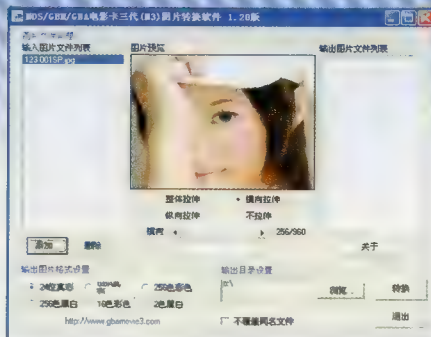 NDS/GBM/GBA电影卡三代(M3)图片转换软件 1.20版
输入图片文件列表 图片预览 输出图片文件列表
123 001SP.jpg
整体拉伸 横向拉伸
纵向拉伸 不拉伸
横向 256/960
添加 删除 关于
输出图片格式设置 输出目录设置
24位真彩 256色彩色
256色黑白 16色彩色 2色黑白
浏览... 转换
http://www.gbamovie3.com 不覆盖同名文件 退出